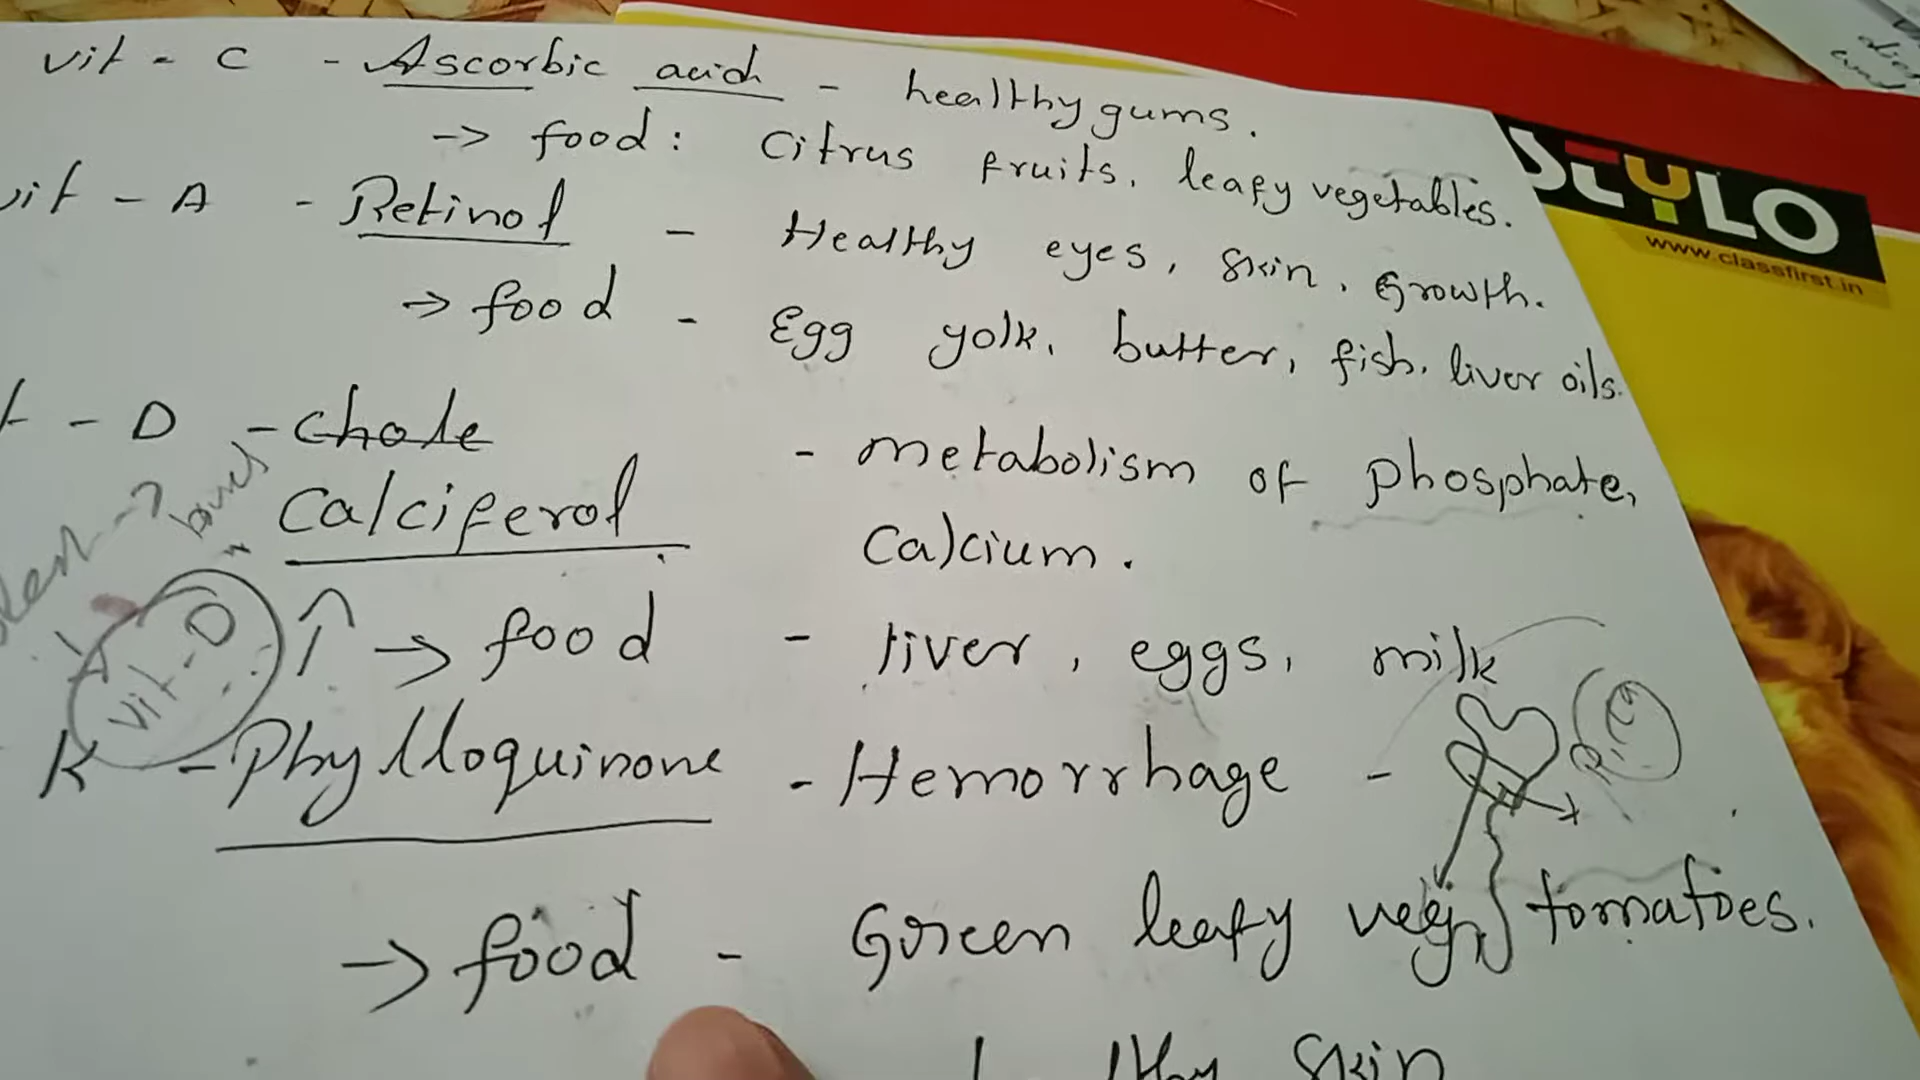 vit - C - Ascorbic acid - healthy gums.
→ food: Citrus fruits, leafy vegetables.
vit - A - Retinol - Healthy eyes, skin, Growth.
→ food - Egg yolk, butter, fish, liver oils.
- D - chole - metabolism of phosphate,
Calciferol Calcium.
bones
vit-D
↑ → food - liver, eggs, milk
K - Phylloquinone - Hemorrhage -
→ food - Green leafy veg, tomatoes.
skin
STYLO
www.classfirst.in